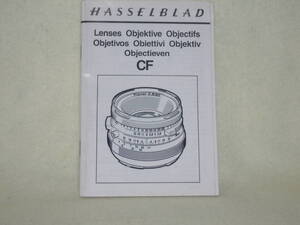 HASSELBLAD
Lenses Objektive Objectifs
Objetivos Obiettivi Objektiv
Objectieven
CF